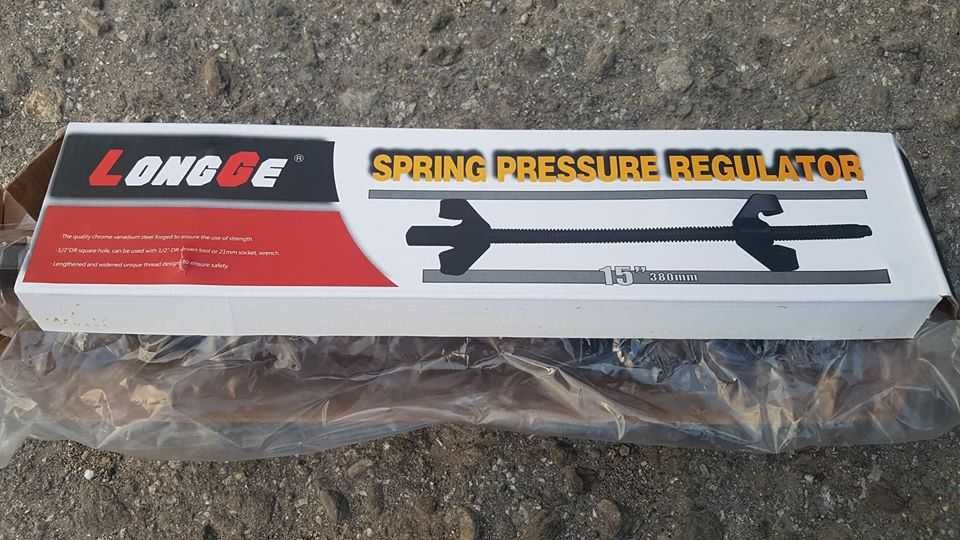 LONGGE ®
SPRING PRESSURE REGULATOR
The quality chrome vanadium steel forged to ensure the use of strength
1/2"DR square hole, can be used with 1/2" DR driven tool or 21mm socket, wrench.
Lengthened and widened unique thread design to ensure safety.
15" 380mm